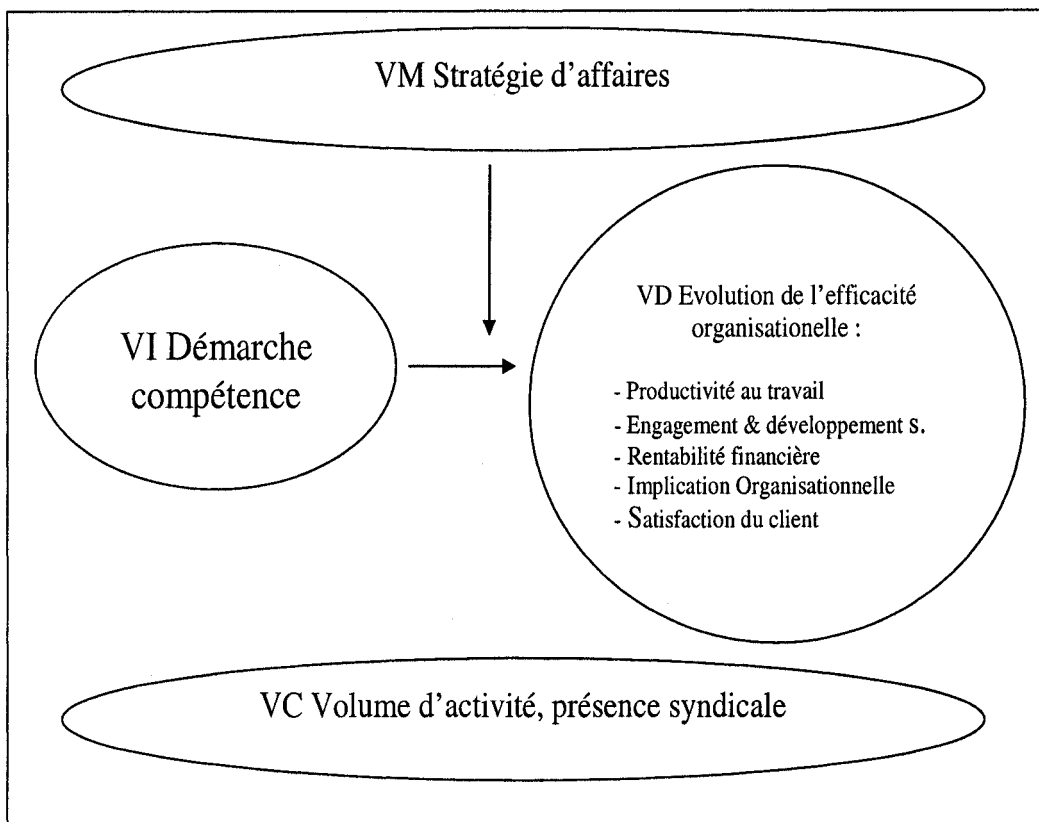 VM Stratégie d'affaires
VI Démarche
compétence
VD Evolution de l'efficacité
organisationelle :
- Productivité au travail
- Engagement & développement s.
- Rentabilité financière
- Implication Organisationnelle
- Satisfaction du client
VC Volume d'activité, présence syndicale